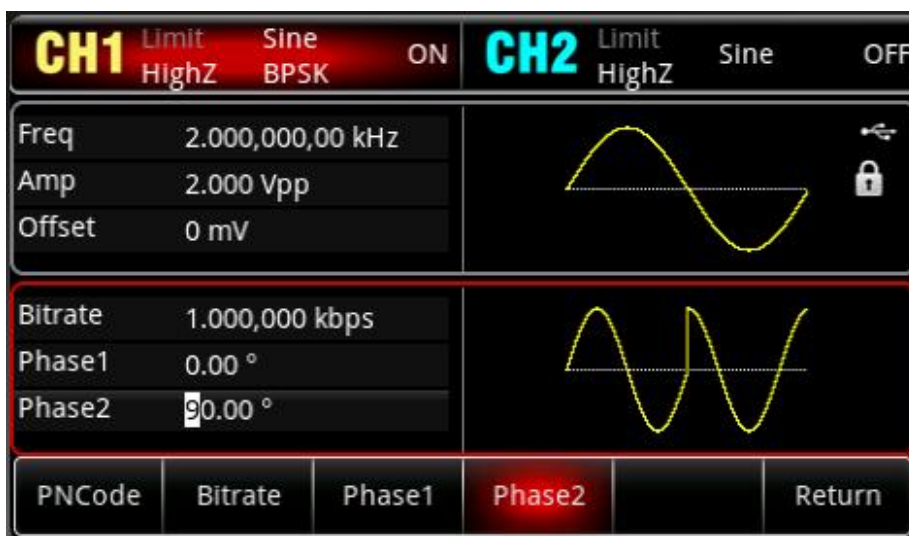 CH1 Limit Sine ON CH2 Limit Sine OFF
HighZ BPSK HighZ
Freq 2.000,000,00 kHz
Amp 2.000 Vpp
Offset 0 mV
Bitrate 1.000,000 kbps
Phase1 0.00 °
Phase2 90.00 °
PNCode Bitrate Phase1 Phase2 Return